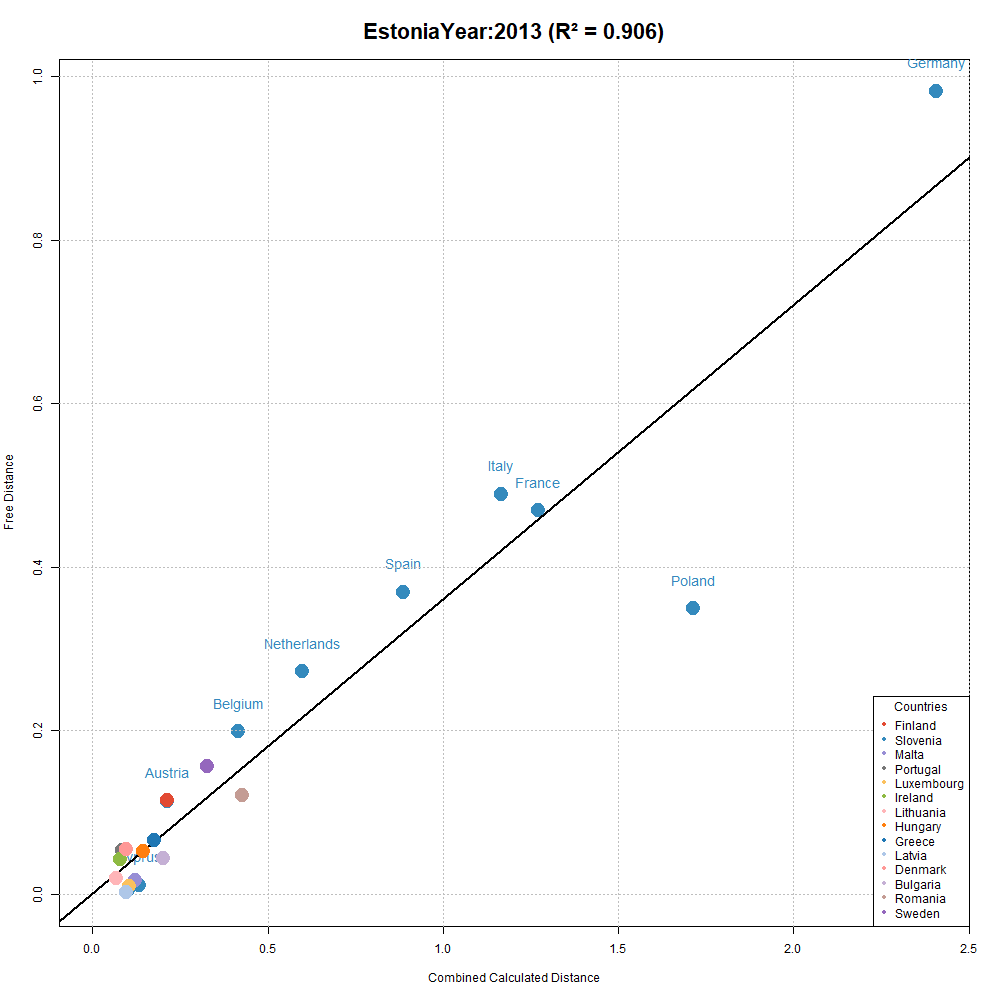 EstoniaYear:2013 (R² = 0.906)
Germany
Italy
France
Spain
Poland
Netherlands
Belgium
Austria
Free Distance
1.0
0.8
0.6
0.4
0.2
0.0
0.0
0.5
1.0
1.5
2.0
2.5
Combined Calculated Distance
Countries
Finland
Slovenia
Malta
Portugal
Luxembourg
Ireland
Lithuania
Hungary
Greece
Latvia
Denmark
Bulgaria
Romania
Sweden